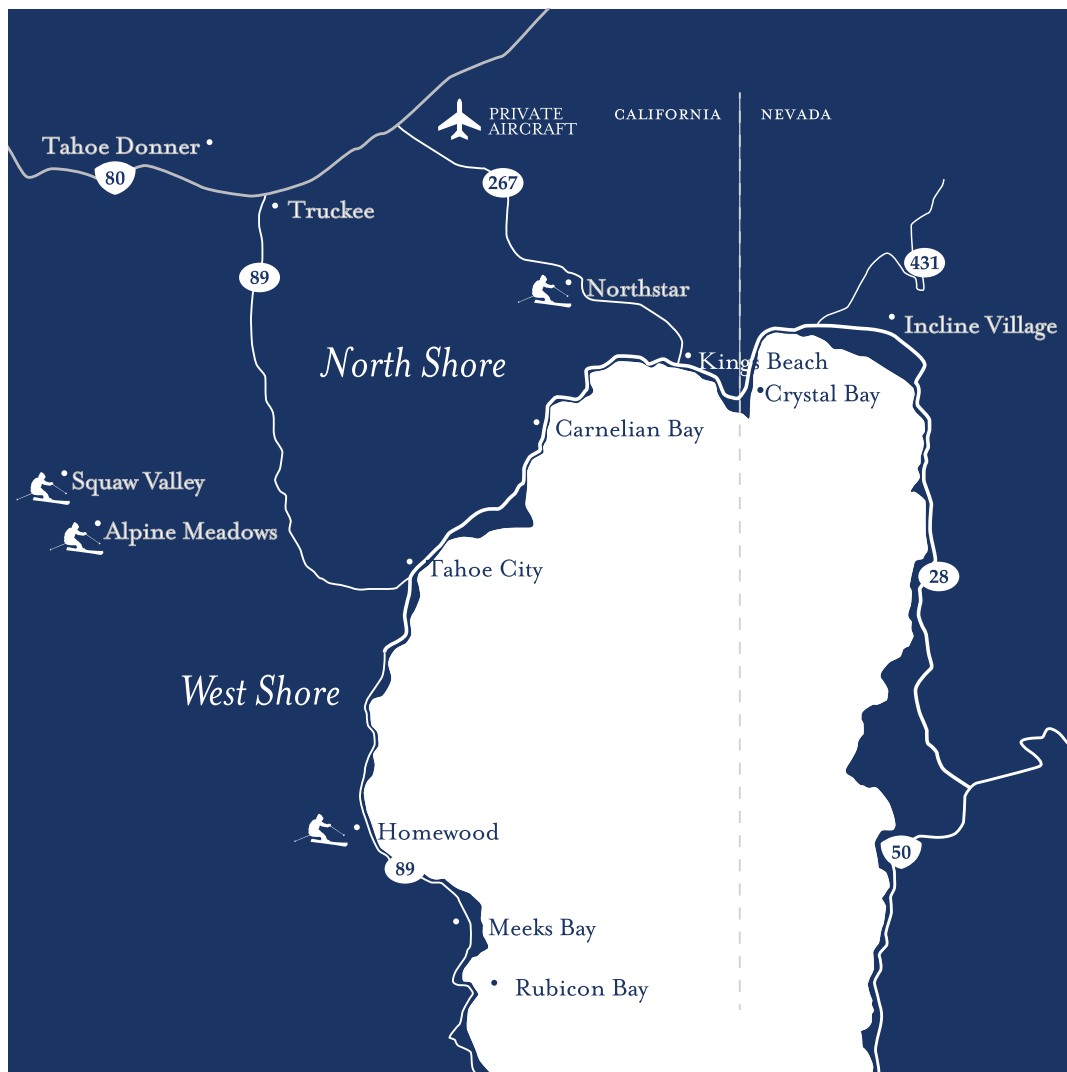 PRIVATE
AIRCRAFT
CALIFORNIA
NEVADA
Tahoe Donner
80
267
Truckee
89
431
Northstar
Incline Village
North Shore
Kings Beach
Crystal Bay
Carnelian Bay
Squaw Valley
Alpine Meadows
Tahoe City
28
West Shore
Homewood
50
89
Meeks Bay
Rubicon Bay